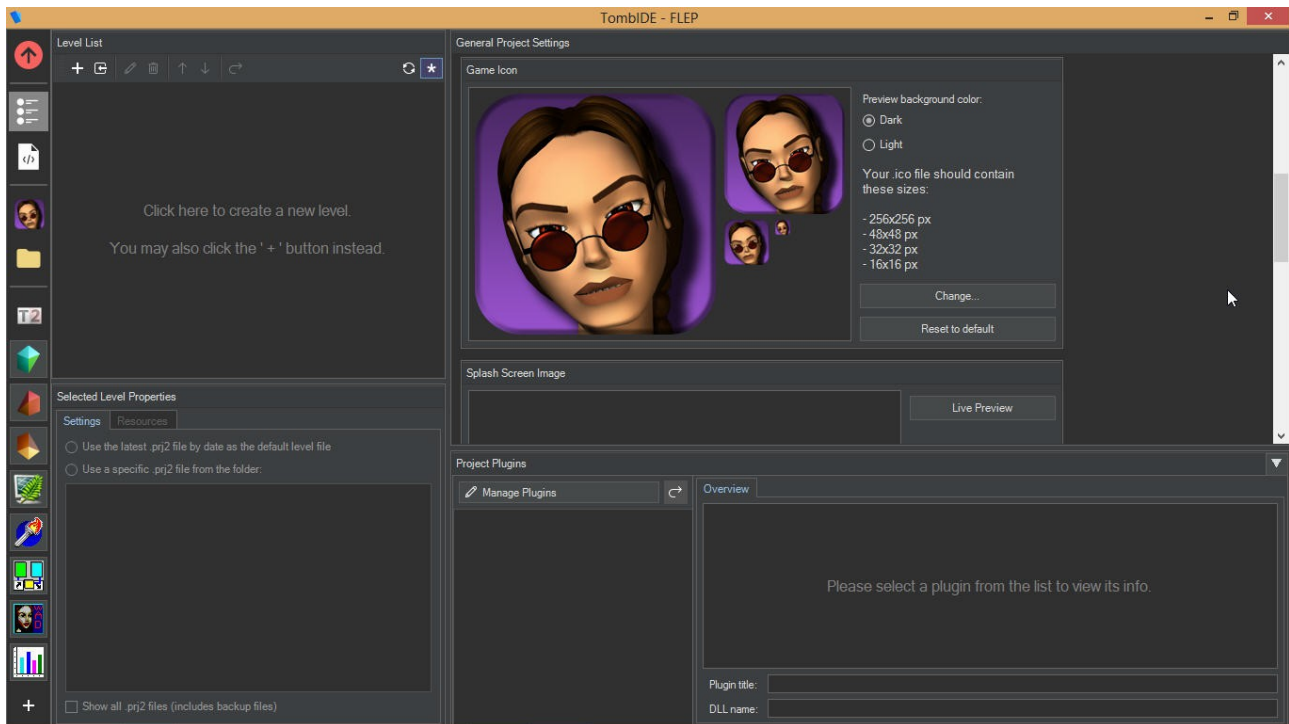 TombIDE - FLEP
Level List
Click here to create a new level.
You may also click the ' + ' button instead.
Selected Level Properties
Settings
Resources
Use the latest .prj2 file by date as the default level file
Use a specific .prj2 file from the folder:
Show all .prj2 files (includes backup files)
General Project Settings
Game Icon
Preview background color:
Dark
Light
Your .ico file should contain
these sizes:
- 256x256 px
- 48x48 px
- 32x32 px
- 16x16 px
Change...
Reset to default
Splash Screen Image
Live Preview
Project Plugins
Manage Plugins
Overview
Please select a plugin from the list to view its info.
Plugin title:
DLL name:
T2
WAD